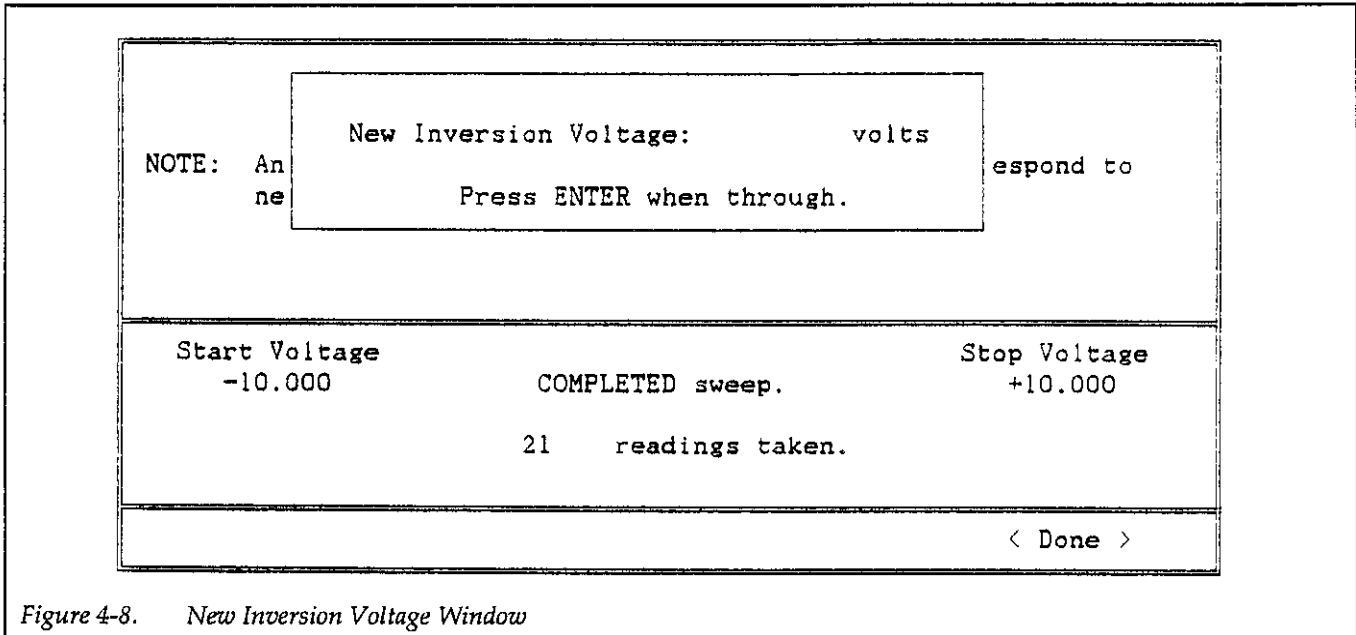 New Inversion Voltage: volts
NOTE: An espond to
ne Press ENTER when through.
Start Voltage Stop Voltage
-10.000 COMPLETED sweep. +10.000
21 readings taken.
< Done >
Figure 4-8. New Inversion Voltage Window